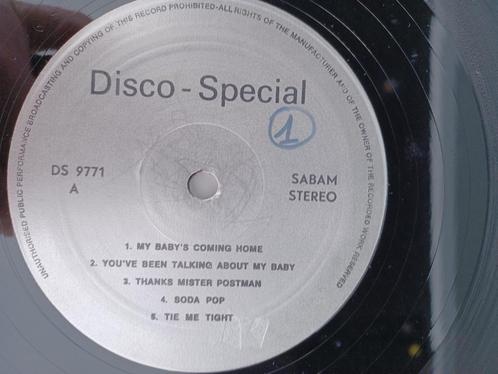 UNAUTHORISED PUBLIC PERFORMANCE BROADCASTING AND COPYING OF THIS RECORD PROHIBITED-ALL RIGHTS OF THE MANUFACTURER AND OF THE OWNER OF THE RECORDED WORK RESERVED
Disco - Special
1
DS 9771
A
SABAM
STEREO
1. MY BABY'S COMING HOME
2. YOU'VE BEEN TALKING ABOUT MY BABY
3. THANKS MISTER POSTMAN
4. SODA POP
5. TIE ME TIGHT